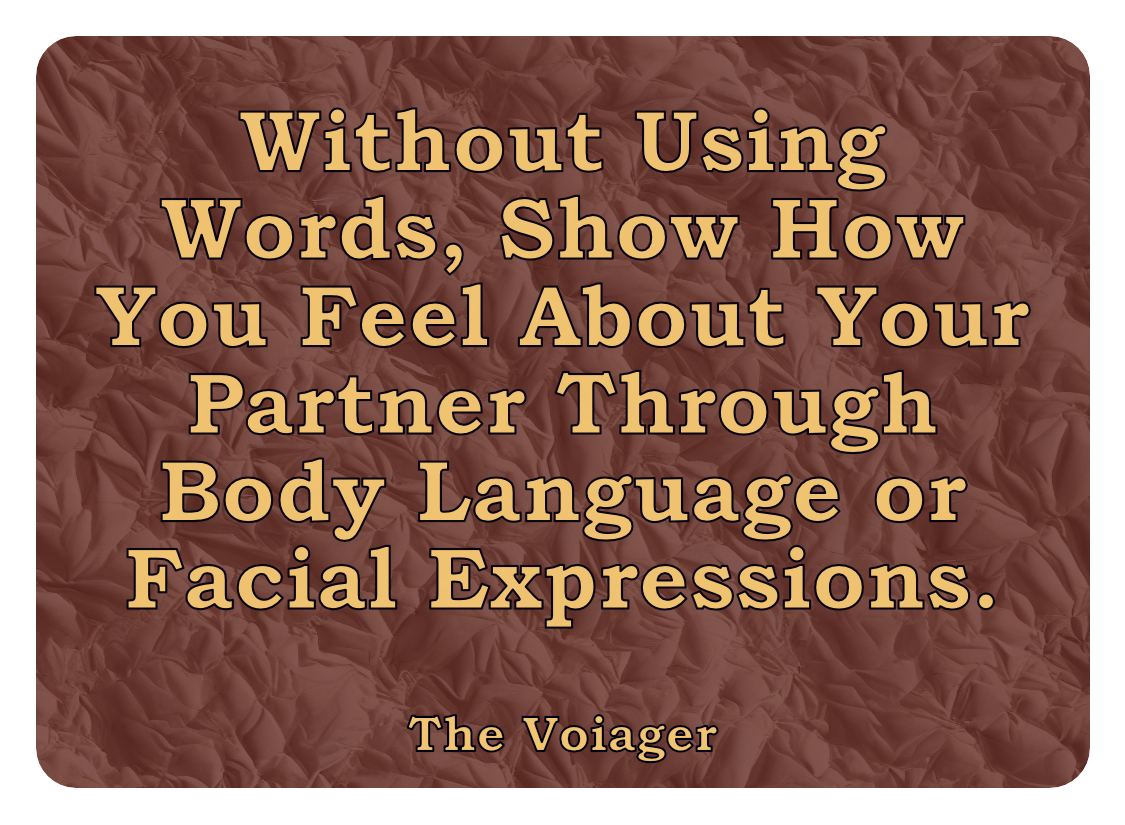 Without Using
Words, Show How
You Feel About Your
Partner Through
Body Language or
Facial Expressions.
The Voiager